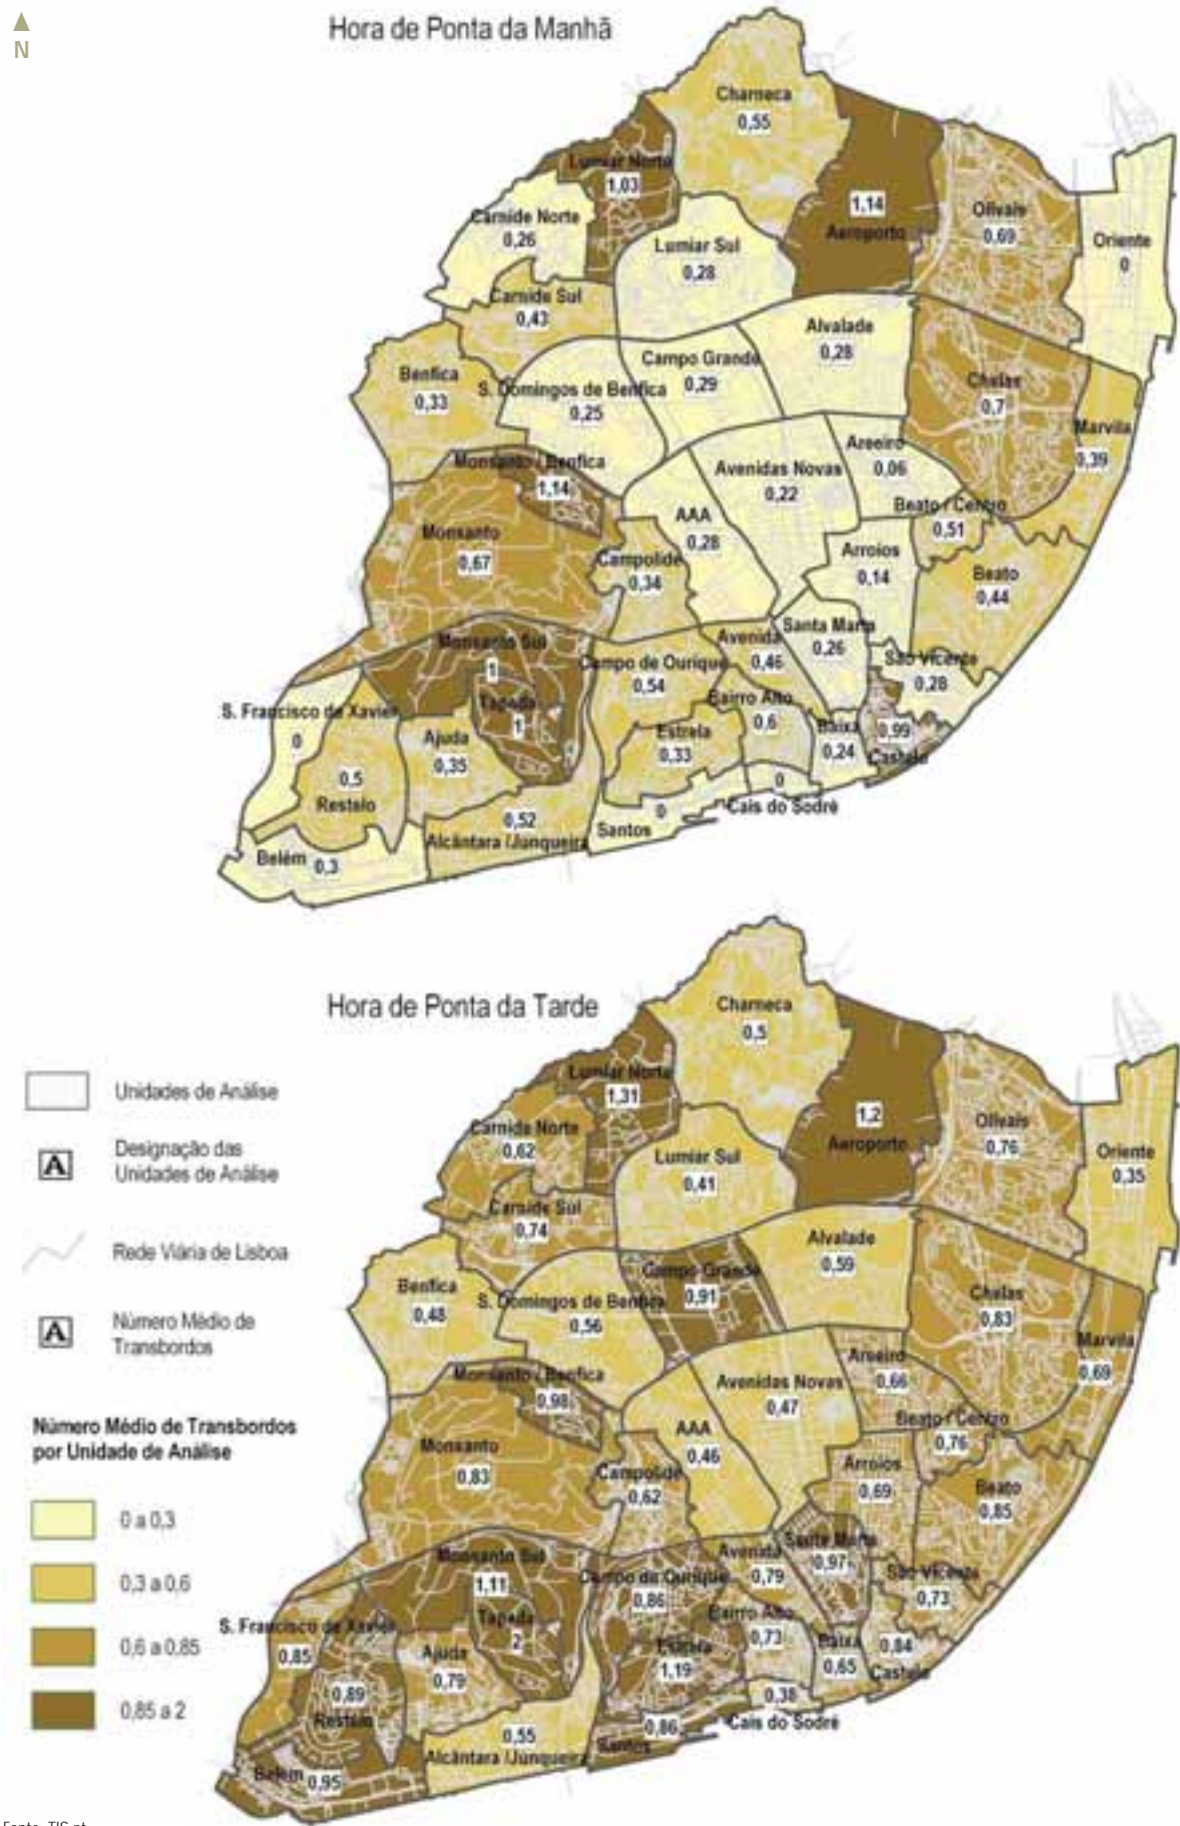 N
Hora de Ponta da Manhã
Charneca
0,55
Lumiar Norte
1,03
1,14
Aeroporto
Olivais
0,69
Carnide Norte
0,26
Lumiar Sul
0,28
Oriente
0
Carnide Sul
0,43
Alvalade
0,28
Campo Grande
0,29
Benfica
0,33
S. Domingos de Benfica
0,25
Chelas
0,7
Marvila
0,39
Areeiro
0,06
Monsanto / Benfica
1,14
Avenidas Novas
0,22
Beato / Centro
0,51
AAA
0,28
Monsanto
0,67
Arroios
0,14
Campolide
0,34
Beato
0,44
Santa Marta
0,26
Avenida
0,46
Monsanto Sul
1
Campo de Ourique
0,54
São Vicente
0,28
Tapada
1
Bairro Alto
0,6
S. Francisco de Xavier
0
Ajuda
0,35
Estrela
0,33
Baixa
0,24
0,99
Castelo
0,5
Restelo
0
Cais do Sodré
0
Santos
0,52
Alcântara /Junqueira
Belém
0,3
Hora de Ponta da Tarde
Charneca
0,5
Lumiar Norte
1,31
1,2
Aeroporto
Olivais
0,76
Carnide Norte
0,62
Lumiar Sul
0,41
Oriente
0,35
Carnide Sul
0,74
Alvalade
0,59
Campo Grande
0,91
Benfica
0,48
S. Domingos de Benfica
0,56
Chelas
0,83
Marvila
0,69
Areeiro
0,66
Monsanto / Benfica
0,98
Avenidas Novas
0,47
Beato / Centro
0,76
AAA
0,46
Monsanto
0,83
Arroios
0,69
Campolide
0,62
Beato
0,85
Santa Marta
0,97
Avenida
0,79
Monsanto Sul
1,11
Campo de Ourique
0,86
São Vicente
0,73
Tapada
2
Bairro Alto
0,73
S. Francisco de Xavier
0,85
Ajuda
0,79
Estrela
1,19
Baixa
0,65
0,84
Castelo
0,89
Restelo
0,38
Cais do Sodré
0,86
Santos
0,55
Alcântara /Junqueira
Belém
0,95
Unidades de Análise
A
Designação das
Unidades de Análise
Rede Viária de Lisboa
A
Número Médio de
Transbordos
Número Médio de Transbordos
por Unidade de Análise
0 a 0,3
0,3 a 0,6
0,6 a 0,85
0,85 a 2
Fonte: TIS.pt